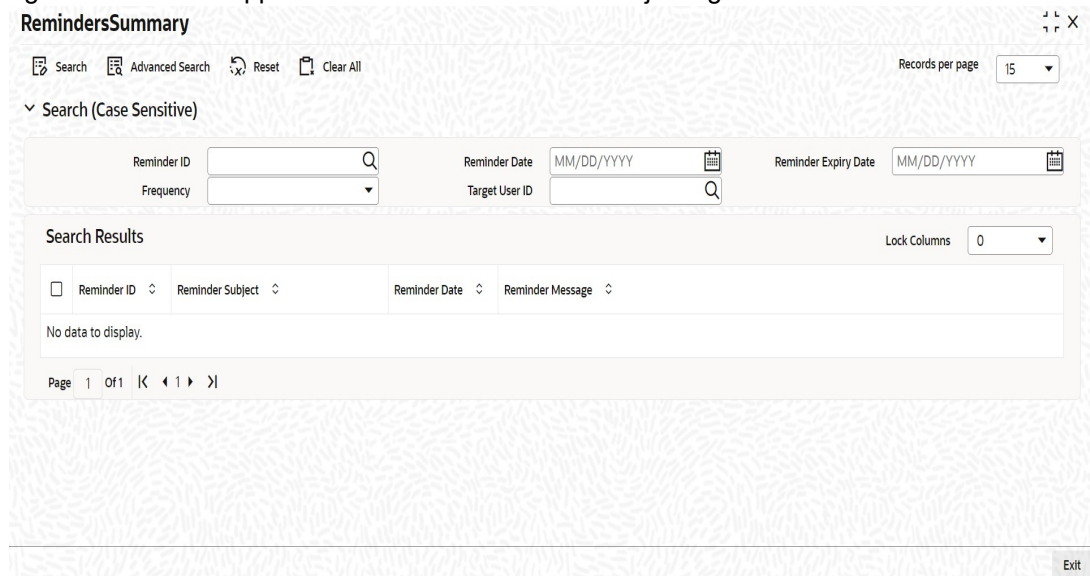 RemindersSummary
Search Advanced Search Reset Clear All Records per page 15
Search (Case Sensitive)
Reminder ID Reminder Date MM/DD/YYYY Reminder Expiry Date MM/DD/YYYY
Frequency Target User ID
Search Results Lock Columns 0
Reminder ID Reminder Subject Reminder Date Reminder Message
No data to display.
Page 1 Of 1 1
Exit